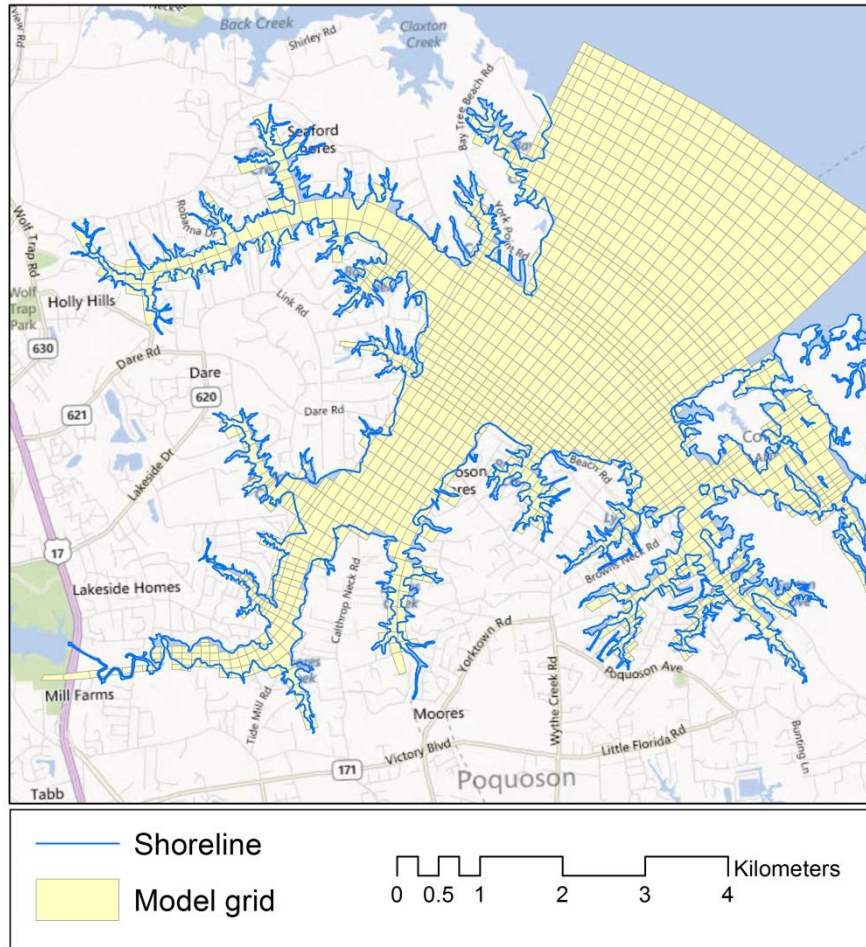 Back Creek
Claxton
Creek
Shirley Rd
Bay Tree Beach Rd
Seaford
Robanna Dr
York Point Rd
Wolf Trap Rd
Wolf
Trap
Park
Holly Hills
Link Rd
630
Dare Rd
Dare
620
621
Dare Rd
Lakeside Dr
Beach Rd
17
Browns Neck Rd
Lakeside Homes
Calthrop Neck Rd
Yorktown Rd
Wythe Creek Rd
Poquoson Ave
Mill Farms
Tide Mill Rd
Moores
Bunting Ln
Victory Blvd
Little Florida Rd
171
Poquoson
Tabb
Shoreline
Model grid
Kilometers
0 0.5 1 2 3 4